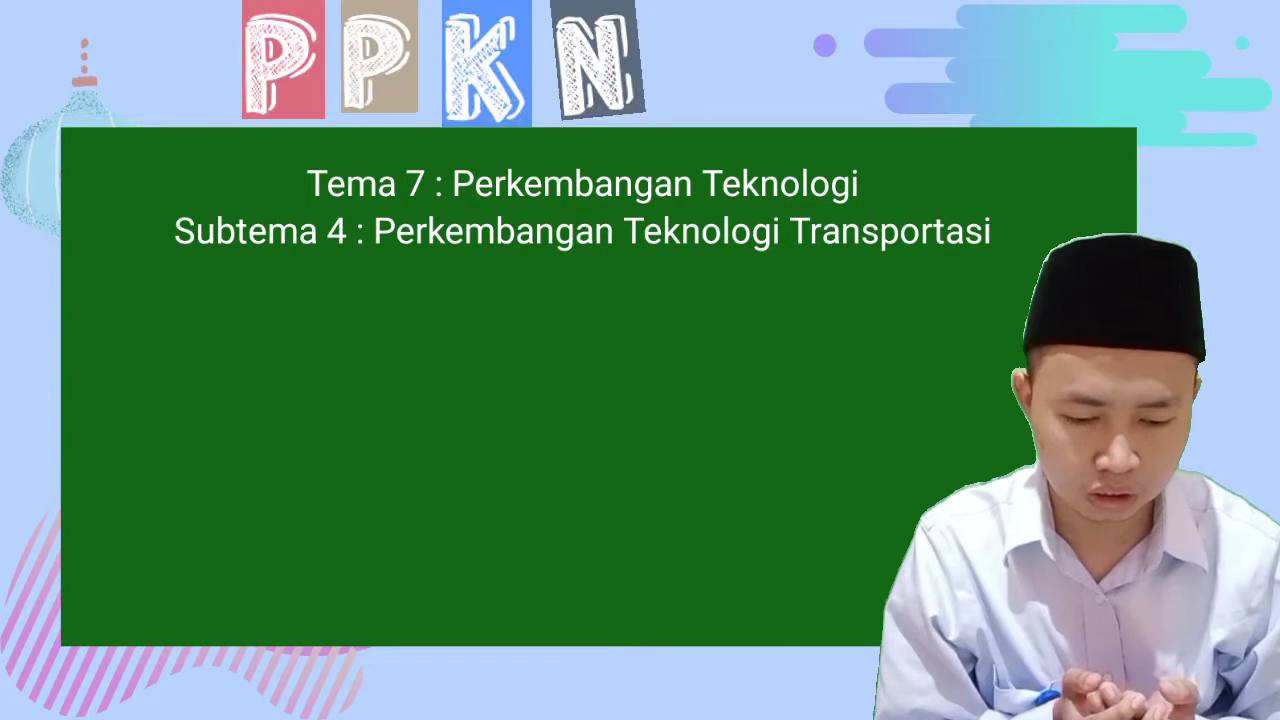 PPKN
Tema 7 : Perkembangan Teknologi
Subtema 4 : Perkembangan Teknologi Transportasi